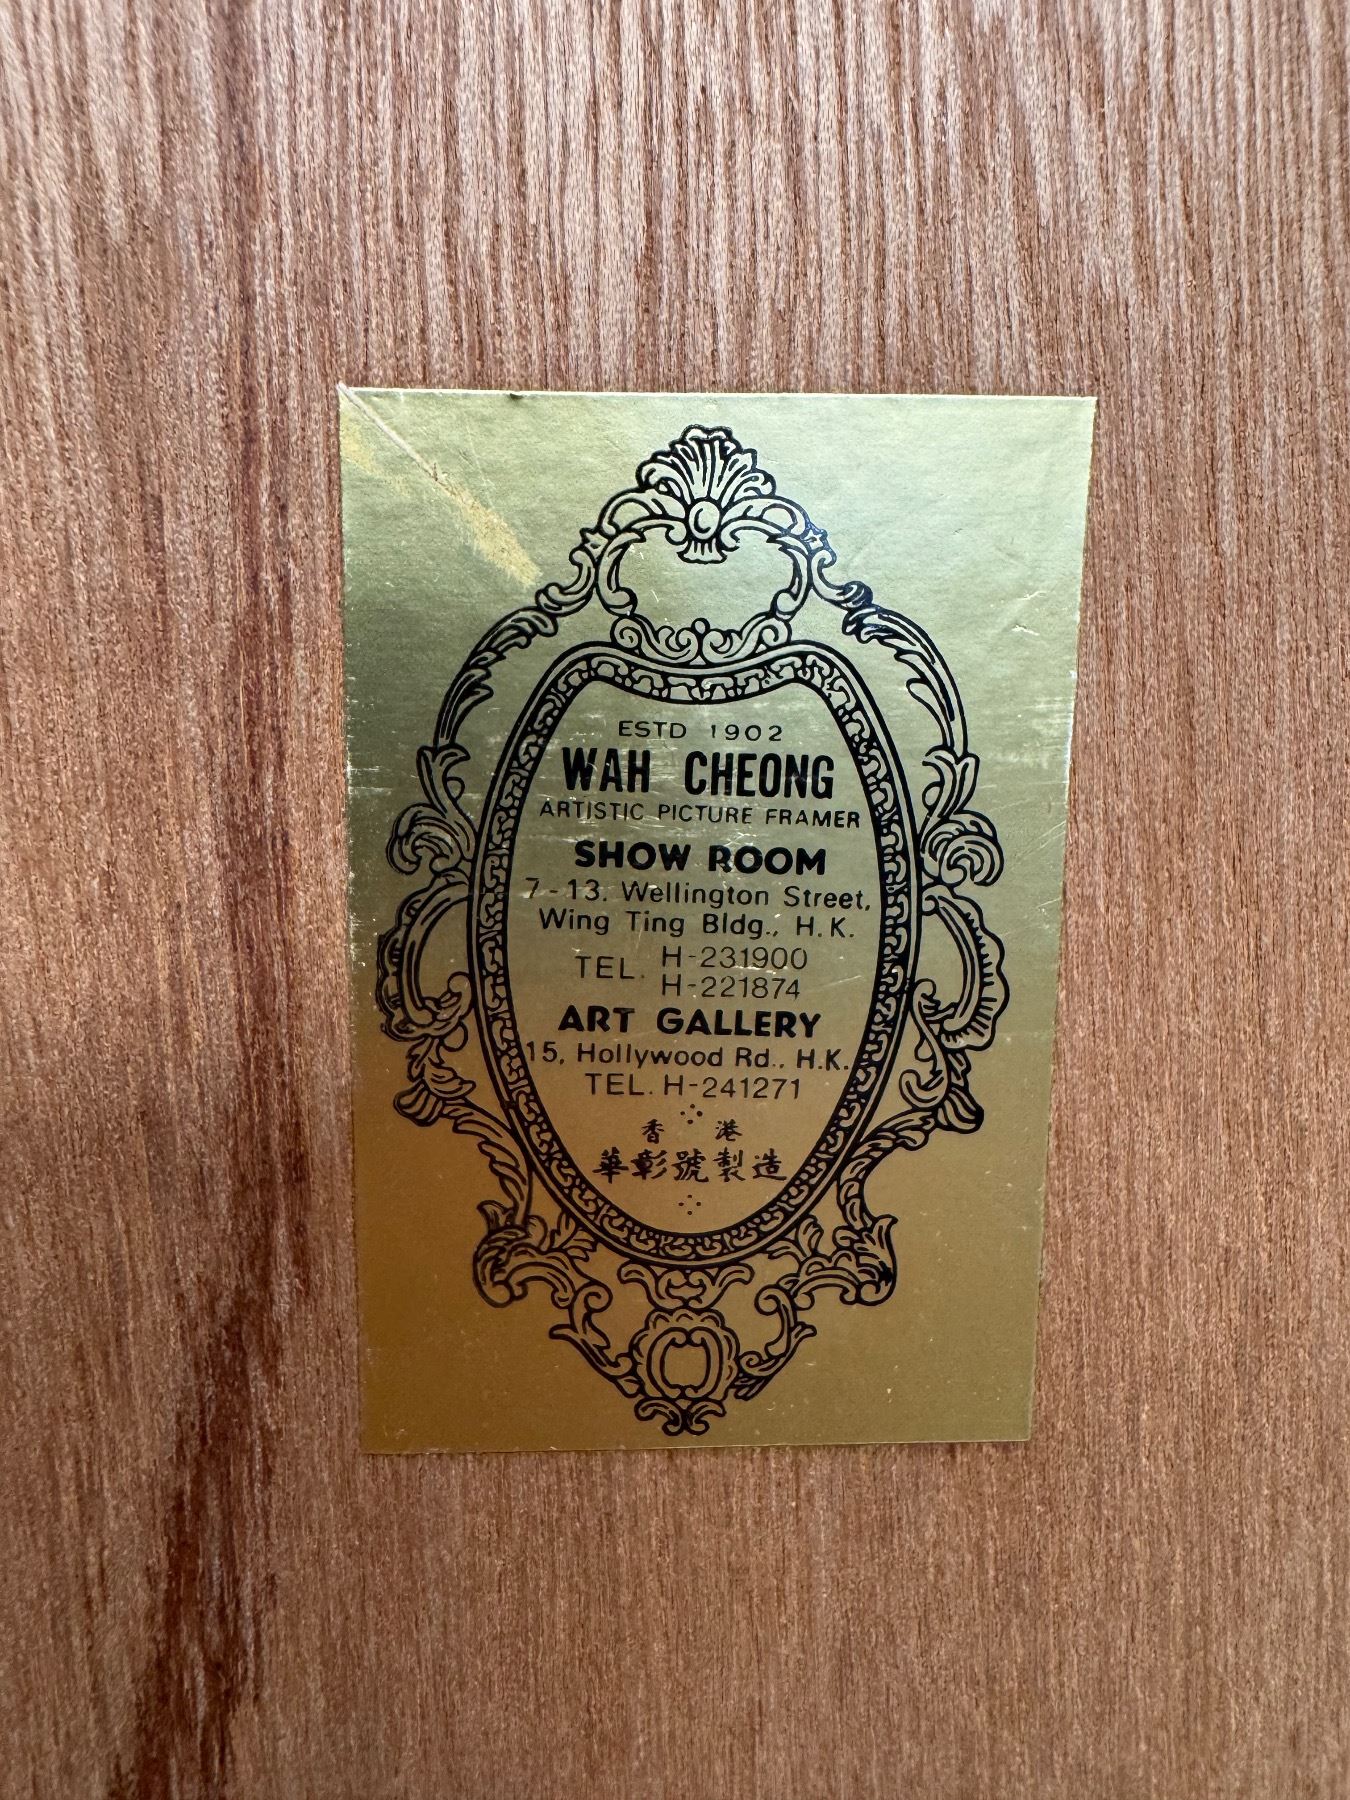 ESTD 1902
WAH CHEONG
ARTISTIC PICTURE FRAMER
SHOW ROOM
7-13, Wellington Street,
Wing Ting Bldg., H.K.
TEL. H-231900
H-221874
ART GALLERY
15, Hollywood Rd., H.K.
TEL. H-241271
香 港
華彰號製造